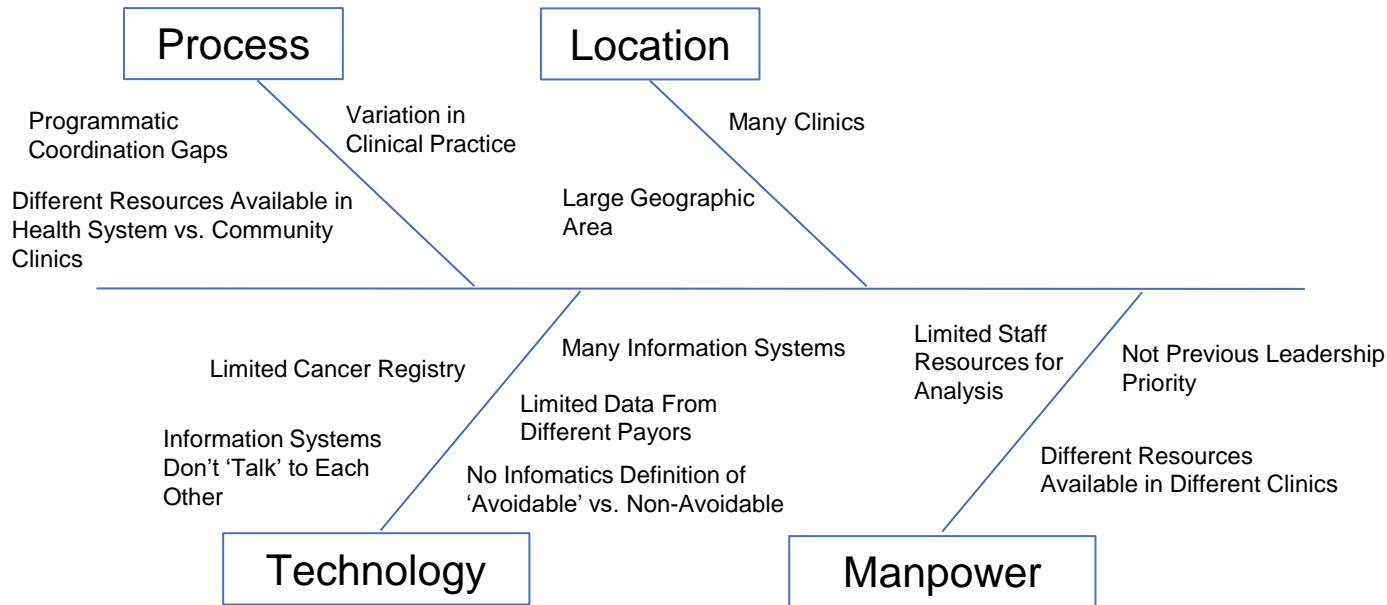 Process
Location
Programmatic
Coordination Gaps
Variation in
Clinical Practice
Many Clinics
Different Resources Available in
Health System vs. Community
Clinics
Large Geographic
Area
Limited Cancer Registry
Many Information Systems
Limited Staff
Resources for
Analysis
Not Previous Leadership
Priority
Information Systems
Don’t ‘Talk’ to Each
Other
Limited Data From
Different Payors
No Infomatics Definition of
‘Avoidable’ vs. Non-Avoidable
Different Resources
Available in Different Clinics
Technology
Manpower